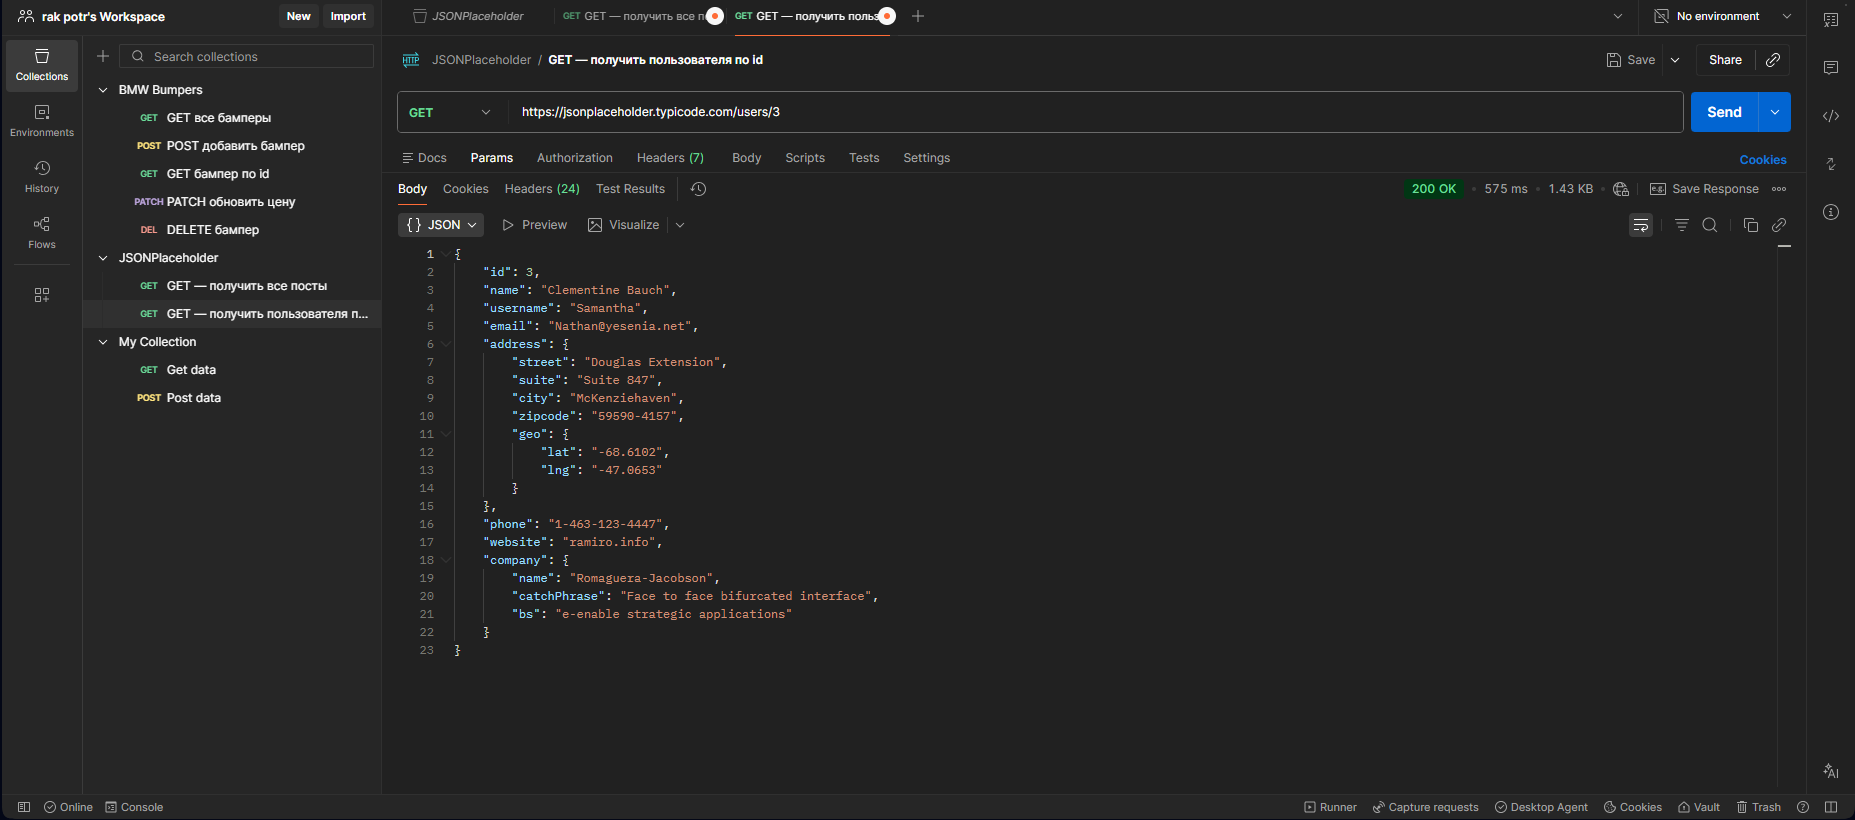 rak potr's Workspace
New
Import
JSONPlaceholder
GET GET — получить все п
GET GET — получить польз
No environment
Collections
Environments
History
Flows
Search collections
BMW Bumpers
GET GET все бамперы
POST POST добавить бампер
GET GET бампер по id
PATCH PATCH обновить цену
DEL DELETE бампер
JSONPlaceholder
GET GET — получить все посты
GET GET — получить пользователя п...
My Collection
GET Get data
POST Post data
HTTP JSONPlaceholder / GET — получить пользователя по id
Save
Share
GET https://jsonplaceholder.typicode.com/users/3
Send
Docs Params Authorization Headers (7) Body Scripts Tests Settings
Cookies
Body Cookies Headers (24) Test Results
200 OK • 575 ms • 1.43 KB • e.g. Save Response
{} JSON Preview Visualize
1 {
2 "id": 3,
3 "name": "Clementine Bauch",
4 "username": "Samantha",
5 "email": "Nathan@yesenia.net",
6 "address": {
7 "street": "Douglas Extension",
8 "suite": "Suite 847",
9 "city": "McKenziehaven",
10 "zipcode": "59590-4157",
11 "geo": {
12 "lat": "-68.6102",
13 "lng": "-47.0653"
14 }
15 },
16 "phone": "1-463-123-4447",
17 "website": "ramiro.info",
18 "company": {
19 "name": "Romaguera-Jacobson",
20 "catchPhrase": "Face to face bifurcated interface",
21 "bs": "e-enable strategic applications"
22 }
23 }
AI
Online Console
Runner Capture requests Desktop Agent Cookies Vault Trash